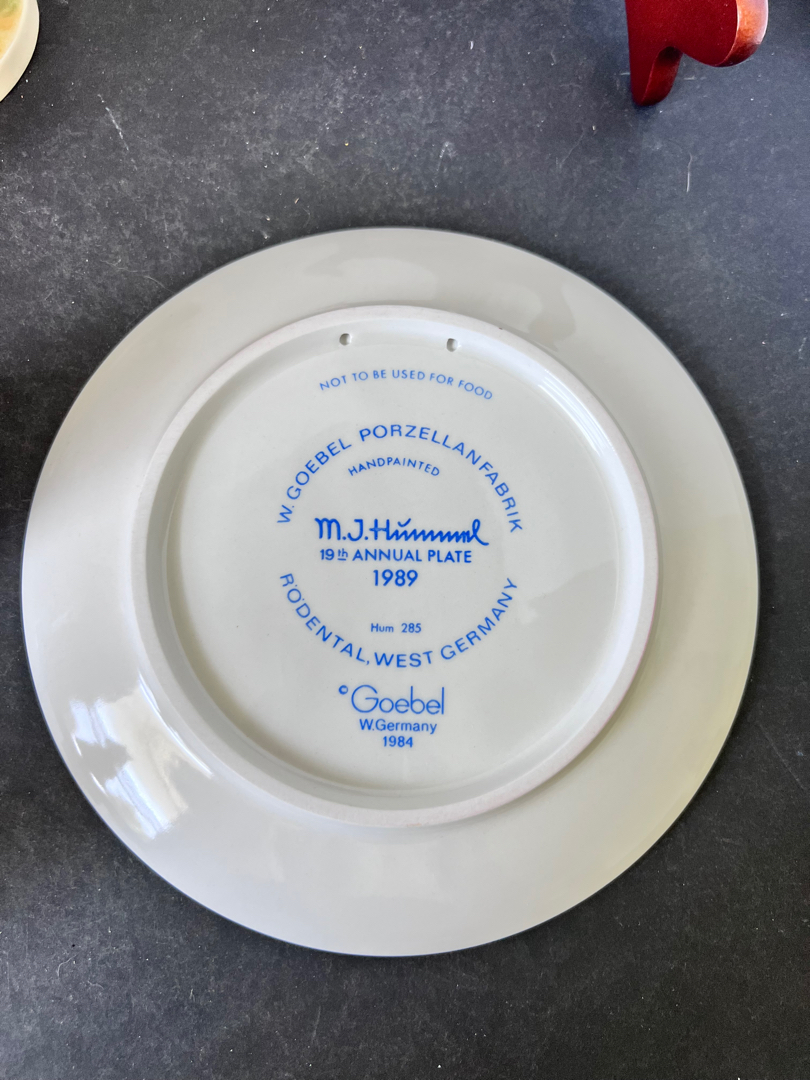 NOT TO BE USED FOR FOOD
W. GOEBEL PORZELLANFABRIK
HANDPAINTED
M.J.Hummel
19th ANNUAL PLATE
1989
Hum 285
RÖDENTAL, WEST GERMANY
© Goebel
W.Germany
1984